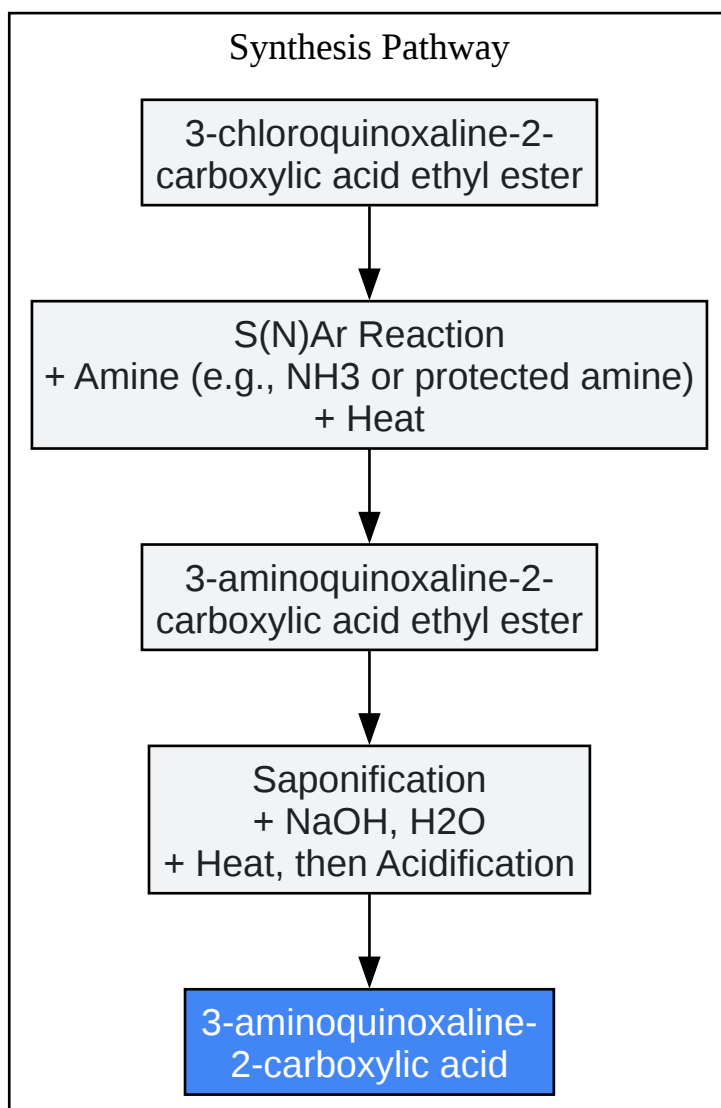 Synthesis Pathway
3-chloroquinoxaline-2-
carboxylic acid ethyl ester
S(N)Ar Reaction
+ Amine (e.g., NH3 or protected amine)
+ Heat
3-aminoquinoxaline-2-
carboxylic acid ethyl ester
Saponification
+ NaOH, H2O
+ Heat, then Acidification
3-aminoquinoxaline-
2-carboxylic acid